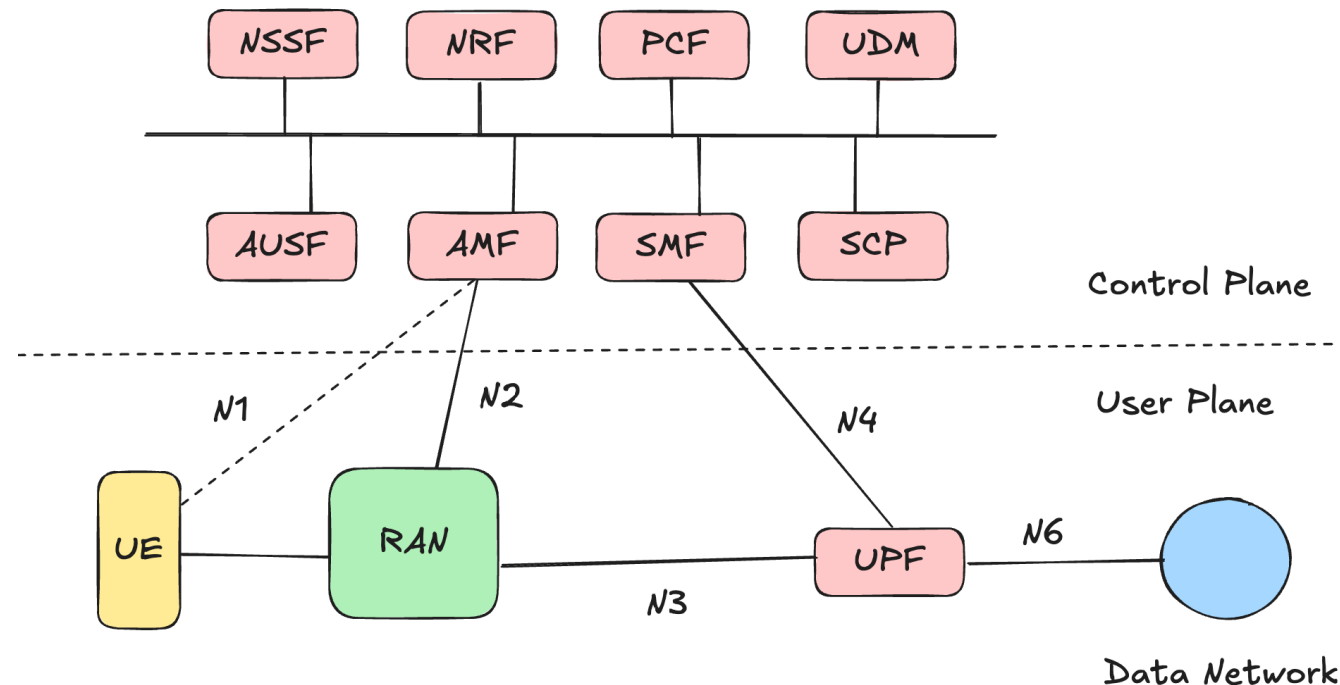 NSSF
NRF
PCF
UDM
AUSF
AMF
SMF
SCP
Control Plane
User Plane
N1
N2
N4
UE
RAN
UPF
N6
N3
Data Network